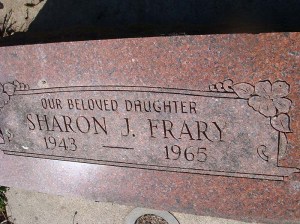 OUR BELOVED DAUGHTER
SHARON J. FRARY
1943 — 1965